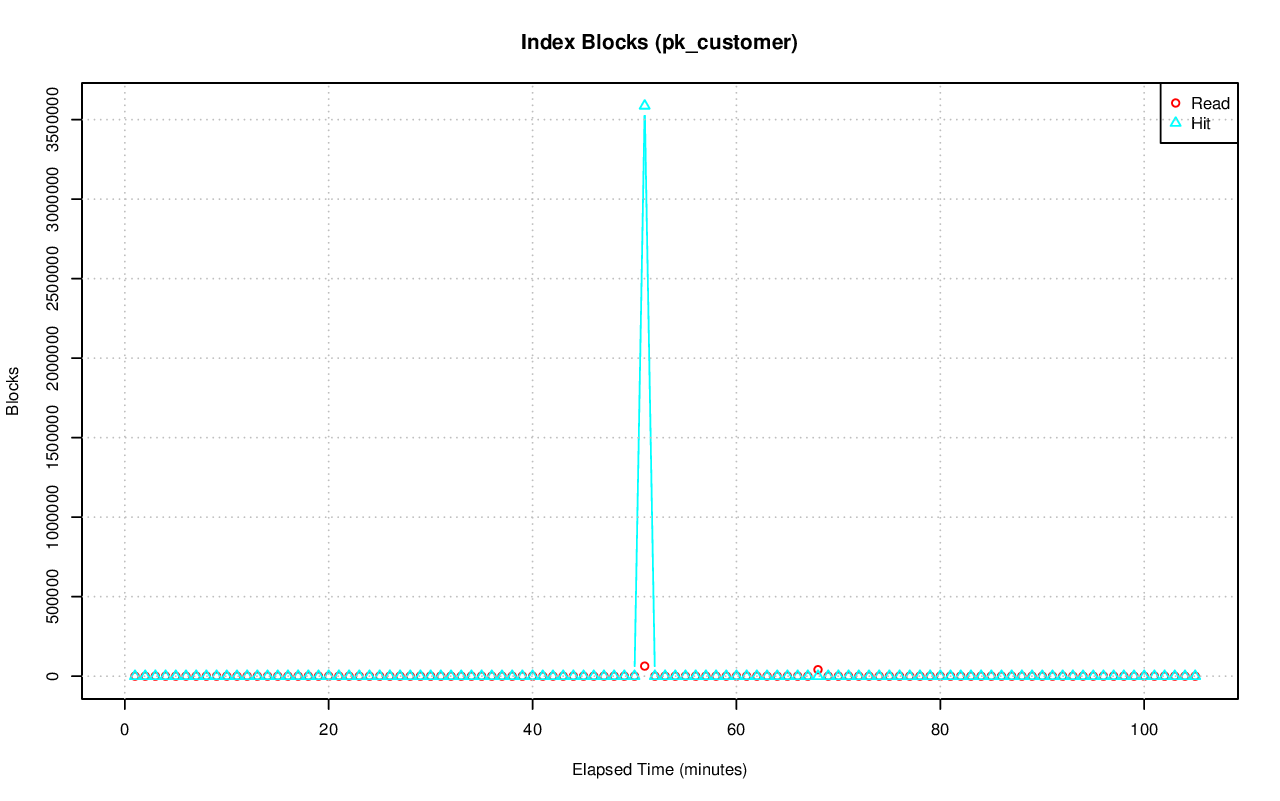 Index Blocks (pk_customer)
Read
Hit
Blocks
3500000
3000000
2500000
2000000
1500000
1000000
500000
0
0 20 40 60 80 100
Elapsed Time (minutes)